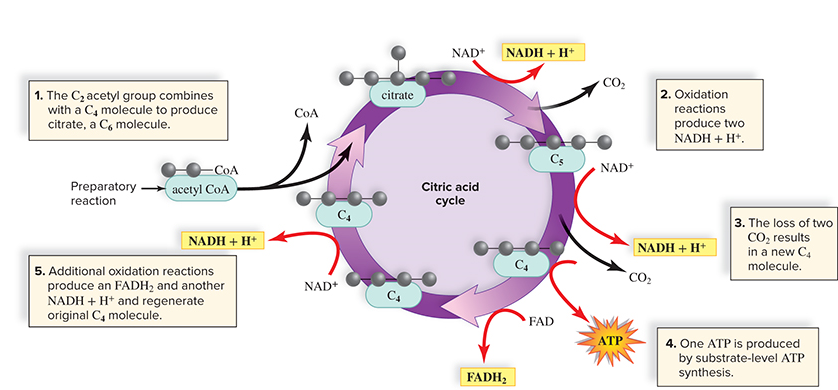 NAD⁺
NADH + H⁺
citrate
CO₂
1. The C₂ acetyl group combines
with a C₄ molecule to produce
citrate, a C₆ molecule.
2. Oxidation
reactions
produce two
NADH + H⁺.
CoA
C₅
NAD⁺
CoA
Preparatory
reaction
acetyl CoA
Citric acid
cycle
C₄
3. The loss of two
CO₂ results
in a new C₄
molecule.
NADH + H⁺
NADH + H⁺
C₄
CO₂
5. Additional oxidation reactions
produce an FADH₂ and another
NADH + H⁺ and regenerate
original C₄ molecule.
NAD⁺
C₄
FAD
ATP
4. One ATP is produced
by substrate-level ATP
synthesis.
FADH₂